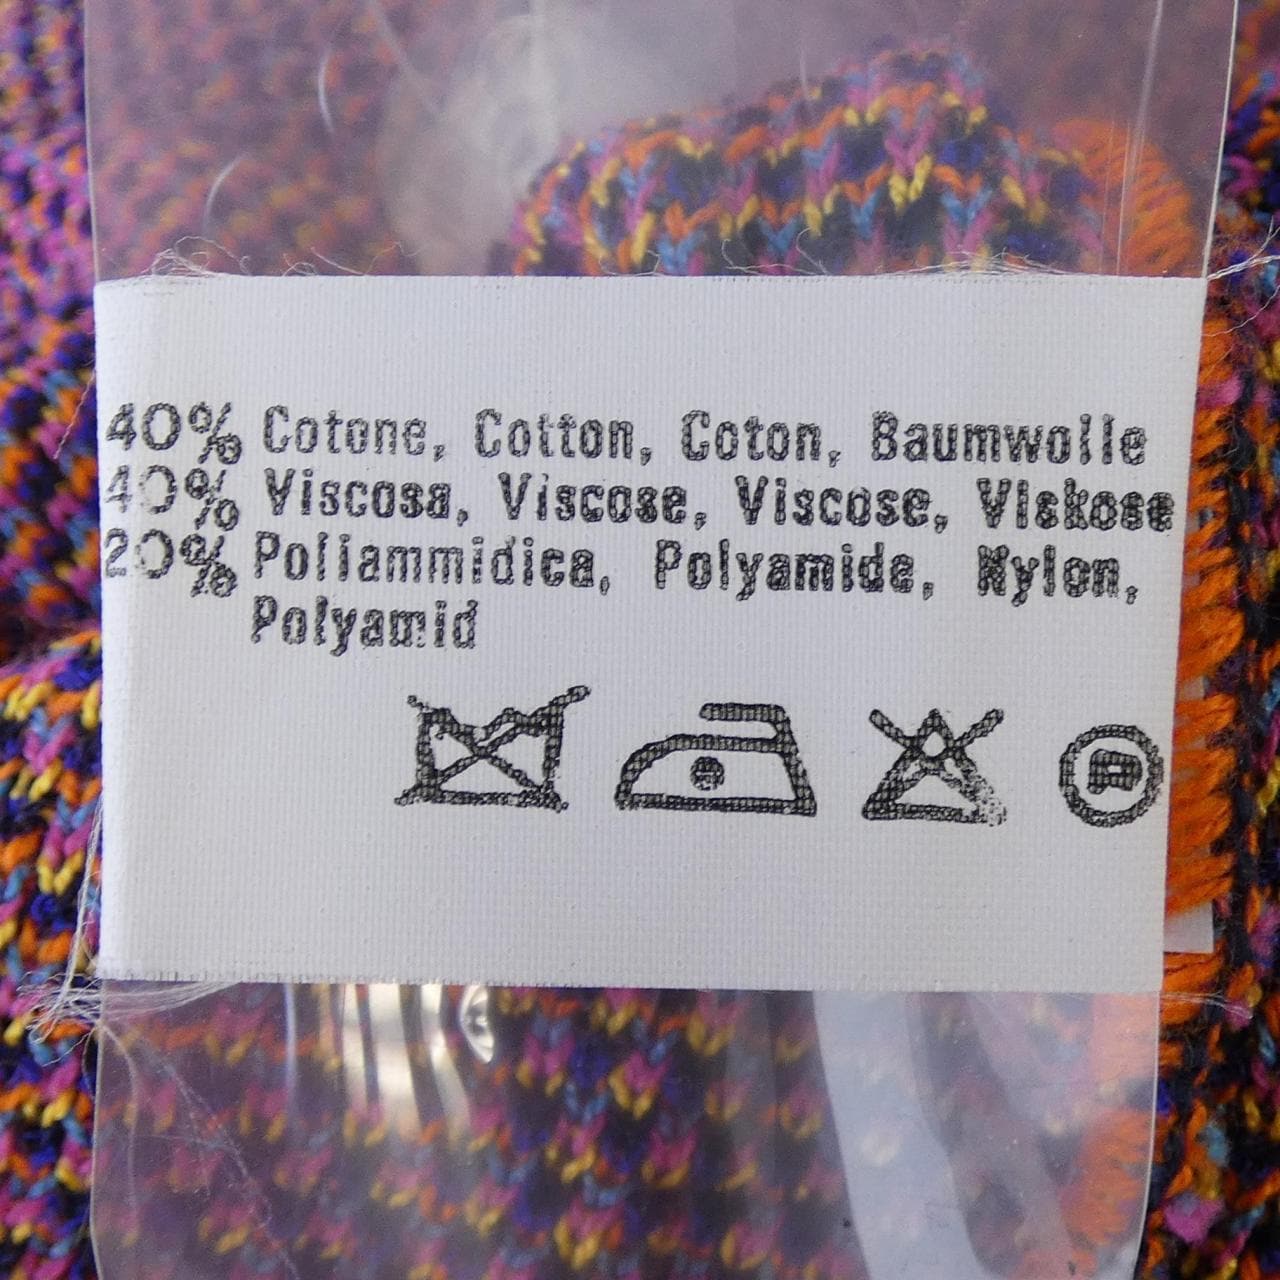 40% Cotone, Cotton, Coton, Baumwolle
40% Viscosa, Viscose, Viscose, Viskose
20% Poliammidica, Polyamide, Nylon,
Polyamid
P